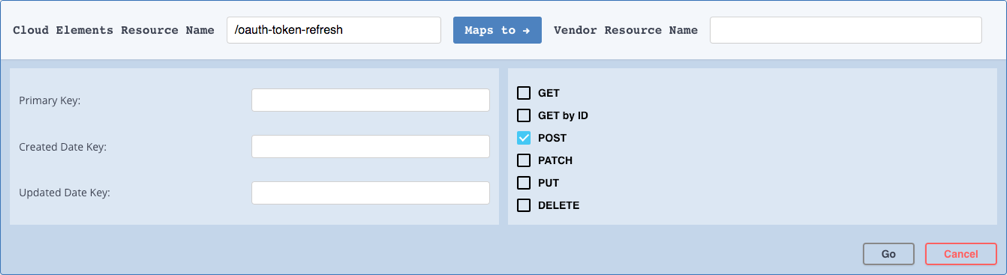 Cloud Elements Resource Name /oauth-token-refresh Maps to → Vendor Resource Name
Primary Key:
Created Date Key:
Updated Date Key:
GET
GET by ID
POST
PATCH
PUT
DELETE
Go Cancel